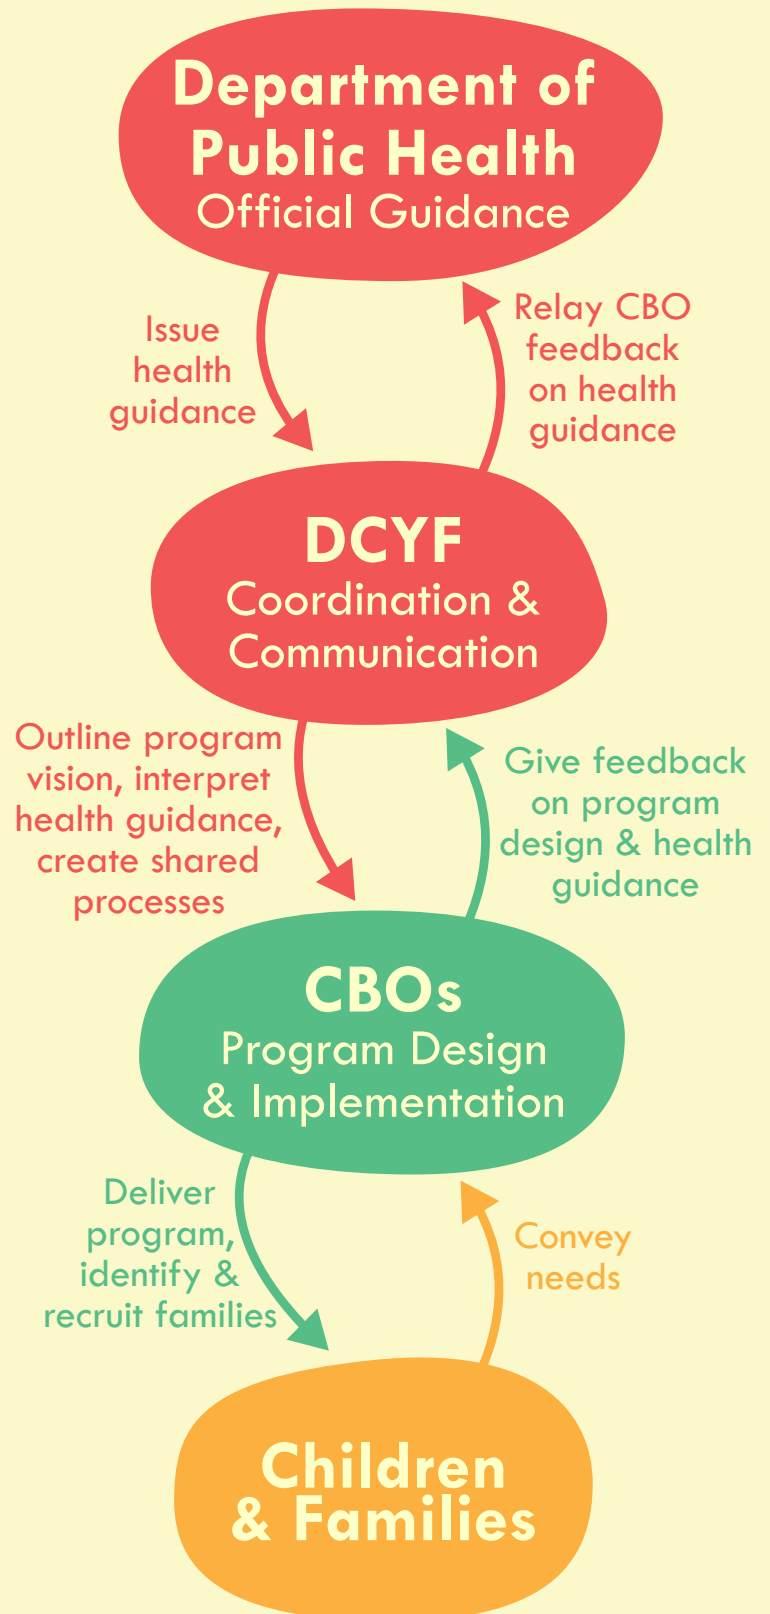 Department of
Public Health
Official Guidance
Issue
health
guidance
Relay CBO
feedback
on health
guidance
DCYF
Coordination &
Communication
Outline program
vision, interpret
health guidance,
create shared
processes
Give feedback
on program
design & health
guidance
CBOs
Program Design
& Implementation
Deliver
program,
identify &
recruit families
Convey
needs
Children
& Families